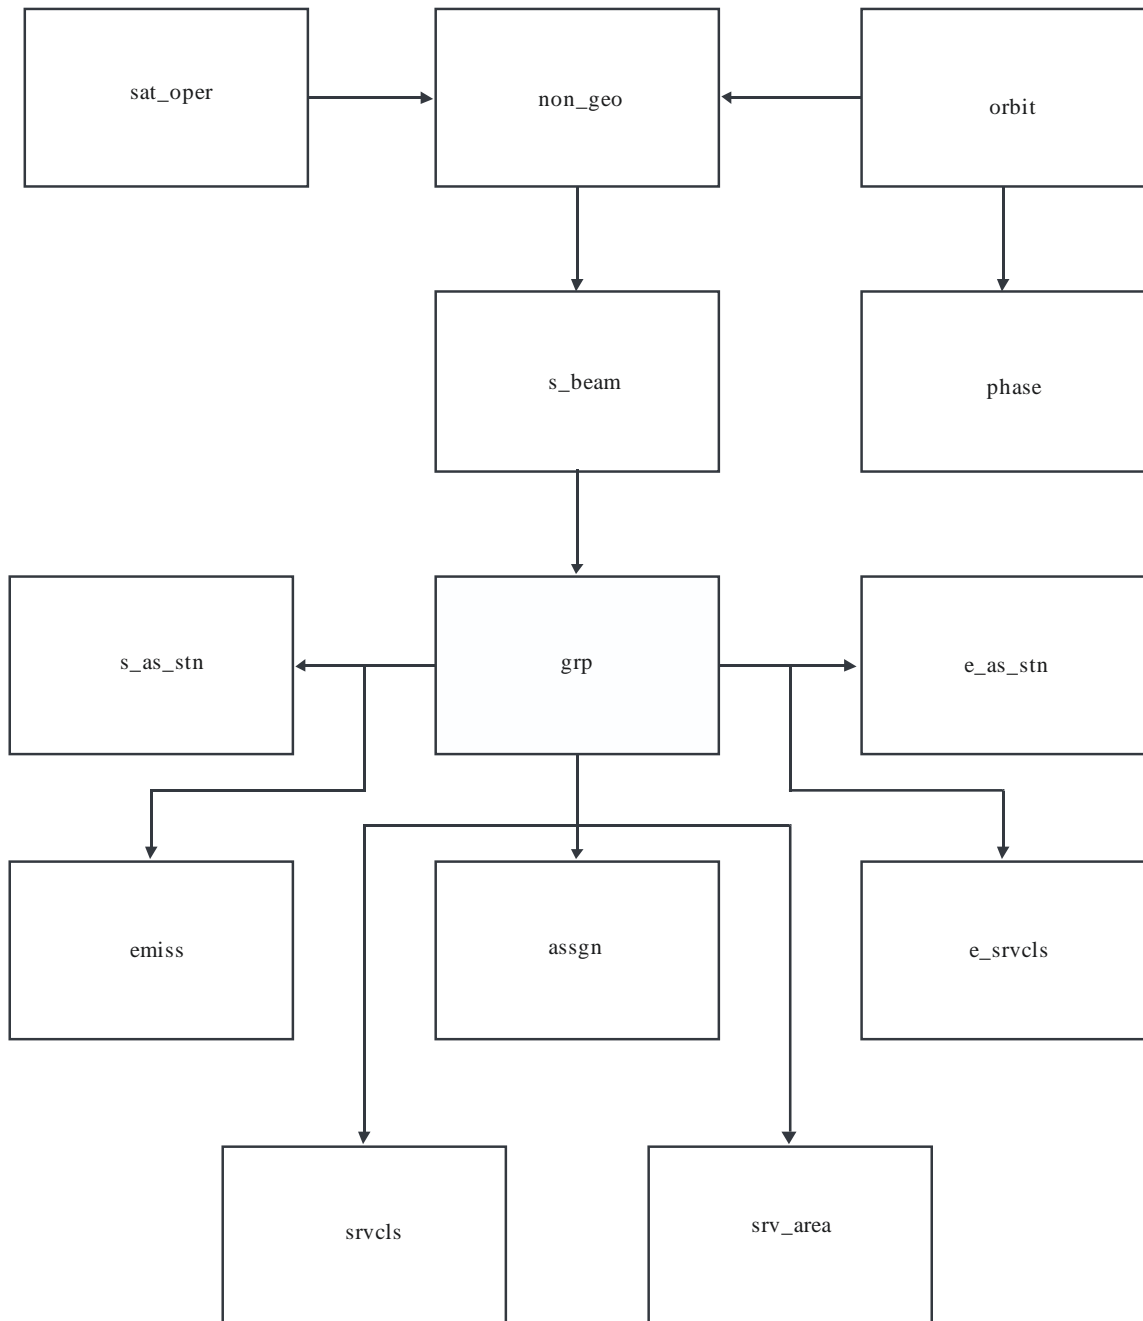 sat_oper
non_geo
orbit
s_beam
phase
s_as_stn
grp
e_as_stn
emiss
assgn
e_srvcls
srvcls
srv_area